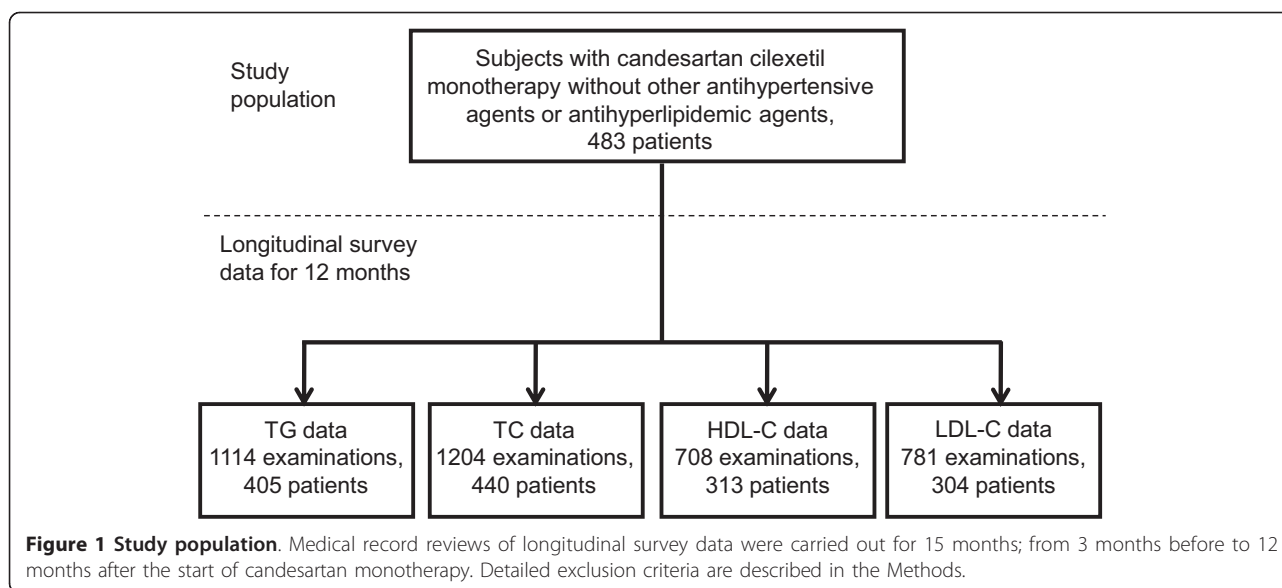 Study
population
Subjects with candesartan cilexetil
monotherapy without other antihypertensive
agents or antihyperlipidemic agents,
483 patients
Longitudinal survey
data for 12 months
TG data
1114 examinations,
405 patients
TC data
1204 examinations,
440 patients
HDL-C data
708 examinations,
313 patients
LDL-C data
781 examinations,
304 patients
Figure 1 Study population. Medical record reviews of longitudinal survey data were carried out for 15 months; from 3 months before to 12
months after the start of candesartan monotherapy. Detailed exclusion criteria are described in the Methods.